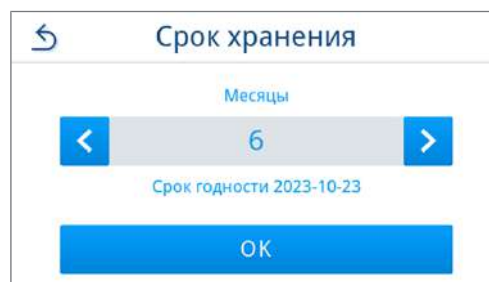 Срок хранения
Месяцы
6
Срок годности 2023-10-23
OK